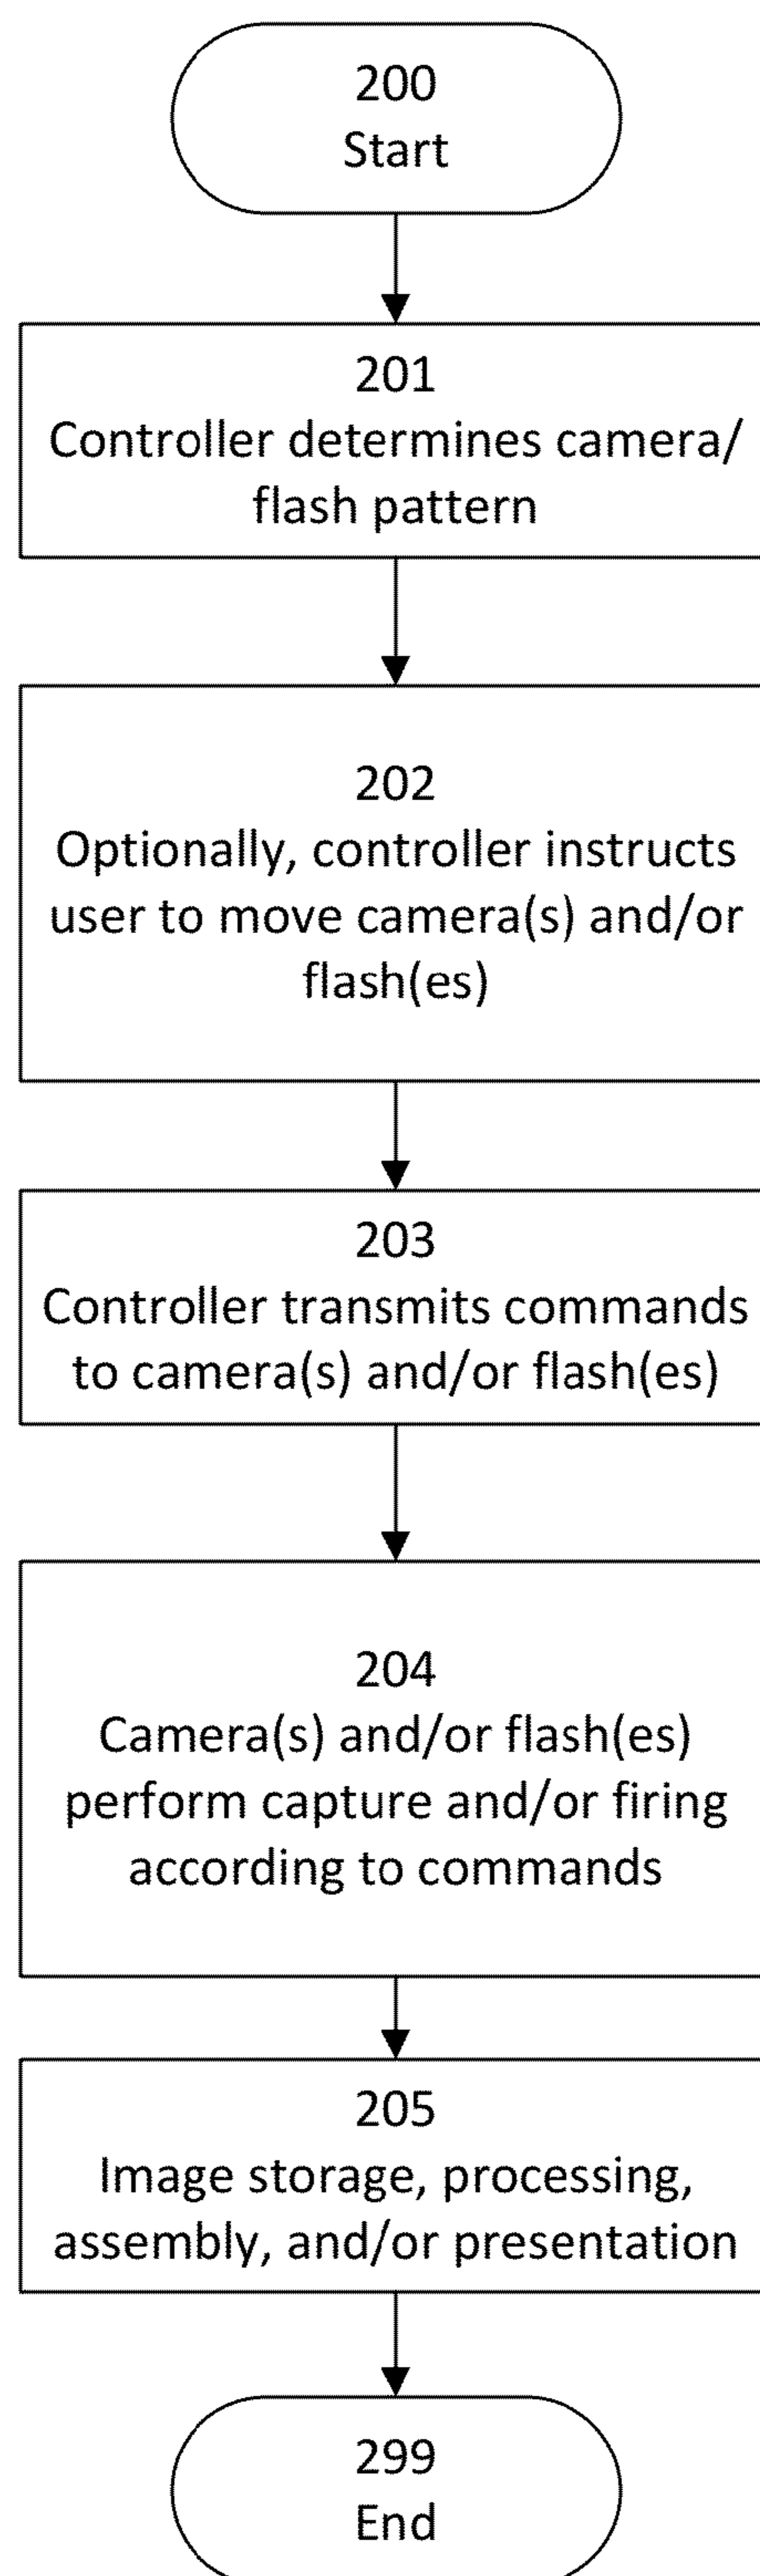 200
Start
201
Controller determines camera/
flash pattern
202
Optionally, controller instructs
user to move camera(s) and/or
flash(es)
203
Controller transmits commands
to camera(s) and/or flash(es)
204
Camera(s) and/or flash(es)
perform capture and/or firing
according to commands
205
Image storage, processing,
assembly, and/or presentation
299
End